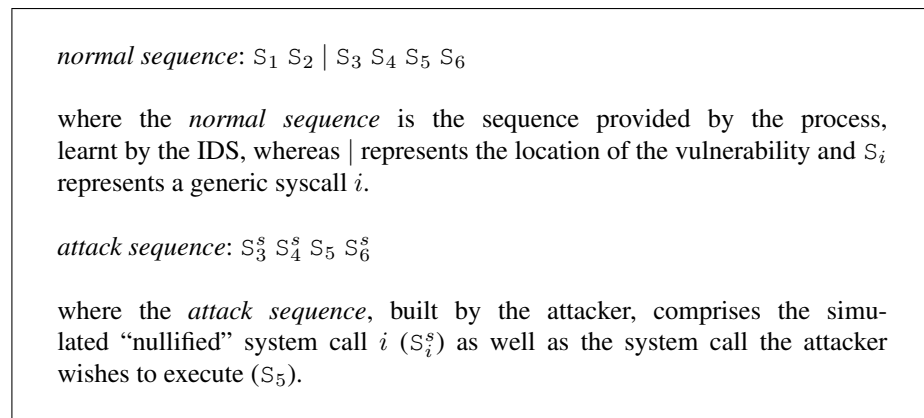 normal sequence: S₁ S₂ | S₃ S₄ S₅ S₆
where the normal sequence is the sequence provided by the process,
learnt by the IDS, whereas | represents the location of the vulnerability and Sᵢ
represents a generic syscall i.
attack sequence: S₃ˢ S₄ˢ S₅ S₆ˢ
where the attack sequence, built by the attacker, comprises the simu-
lated “nullified” system call i (Sᵢˢ) as well as the system call the attacker
wishes to execute (S₅).